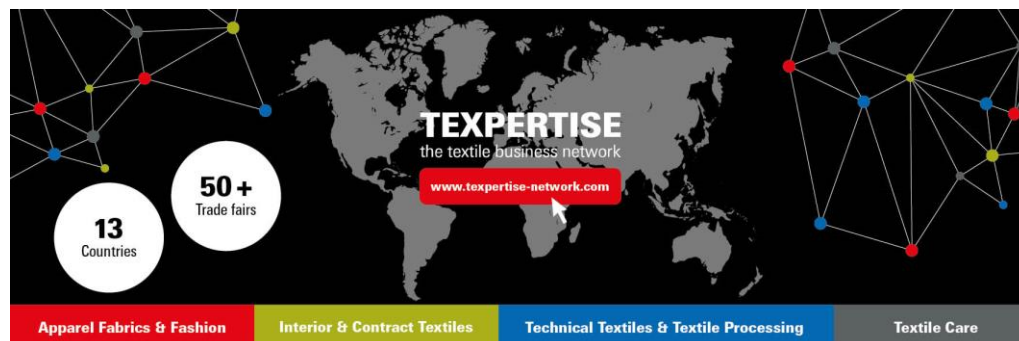 TEXPERTISE
the textile business network
www.texpertise-network.com
50+
Trade fairs
13
Countries
Apparel Fabrics & Fashion
Interior & Contract Textiles
Technical Textiles & Textile Processing
Textile Care